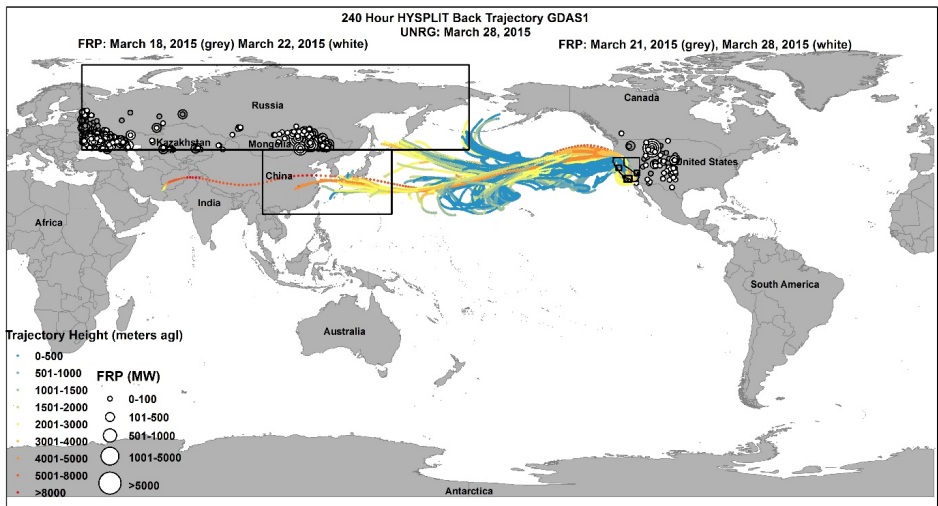 240 Hour HYSPLIT Back Trajectory GDAS1
UNRG: March 28, 2015
FRP: March 18, 2015 (grey) March 22, 2015 (white)
FRP: March 21, 2015 (grey), March 28, 2015 (white)
Russia
Canada
Kazakhstan
Mongolia
United States
China
India
Africa
South America
Australia
Antarctica
Trajectory Height (meters agl)
0-500
501-1000
1001-1500
1501-2000
2001-3000
3001-4000
4001-5000
5001-8000
>8000
FRP (MW)
0-100
101-500
501-1000
1001-5000
>5000